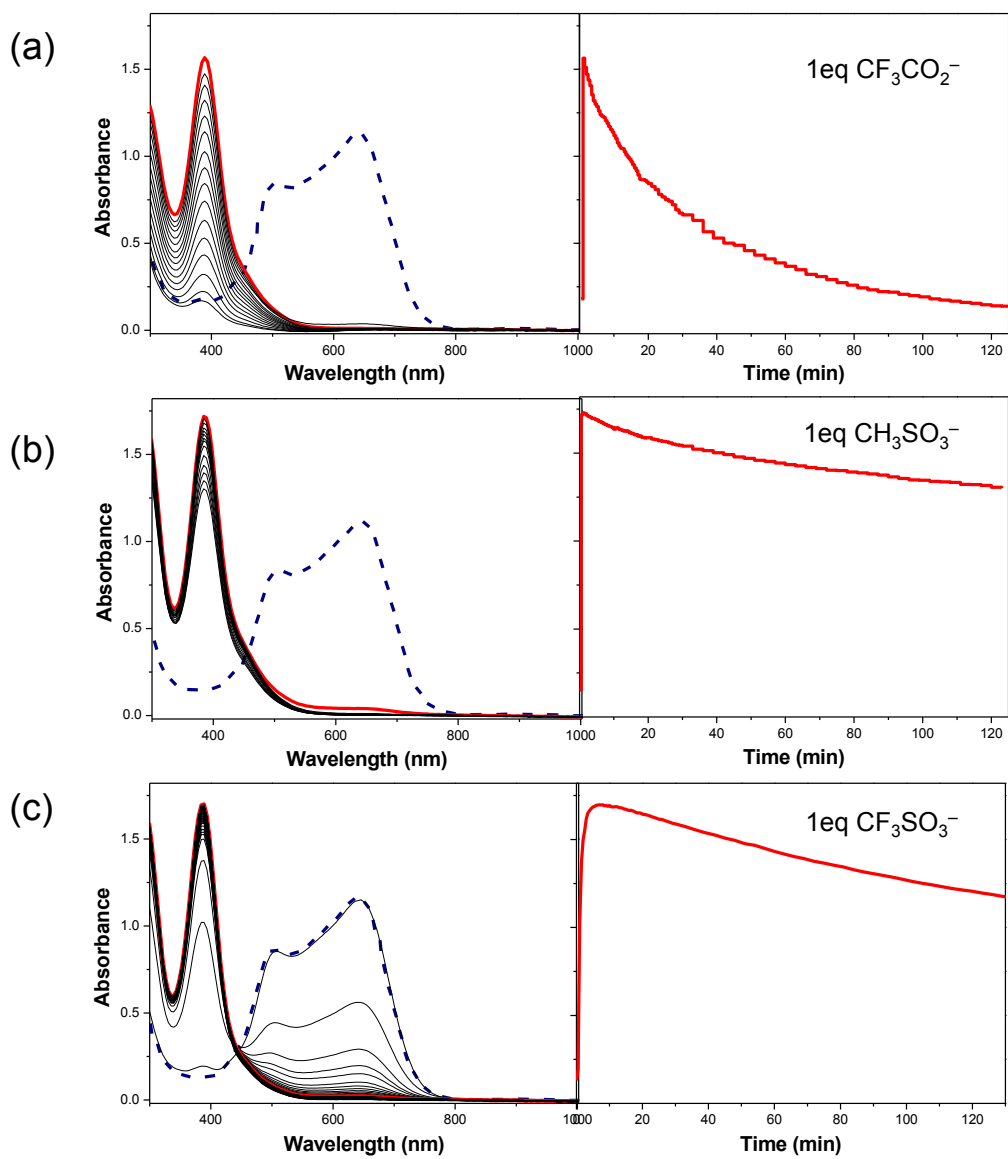 (a)
1.5
1.0
0.5
0.0
Absorbance
400
600
800
1000
Wavelength (nm)
1eq CF₃CO₂⁻
20
40
60
80
100
120
Time (min)
(b)
1.5
1.0
0.5
0.0
Absorbance
400
600
800
1000
Wavelength (nm)
1eq CH₃SO₃⁻
20
40
60
80
100
120
Time (min)
(c)
1.5
1.0
0.5
0.0
Absorbance
400
600
800
Wavelength (nm)
1eq CF₃SO₃⁻
20
40
60
80
100
120
Time (min)